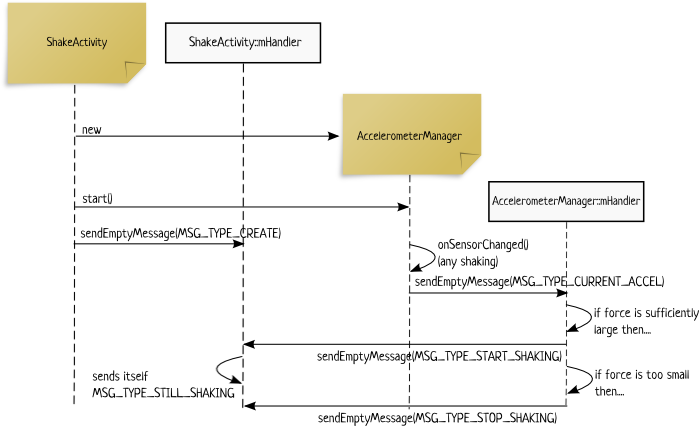 ShakeActivity
ShakeActivity::mHandler
new
AccelerometerManager
start()
AccelerometerManager::mHandler
sendEmptyMessage(MSG_TYPE_CREATE)
onSensorChanged()
(any shaking)
sendEmptyMessage(MSG_TYPE_CURRENT_ACCEL)
if force is sufficiently
large then....
sendEmptyMessage(MSG_TYPE_START_SHAKING)
sends itself
MSG_TYPE_STILL_SHAKING
if force is too small
then....
sendEmptyMessage(MSG_TYPE_STOP_SHAKING)